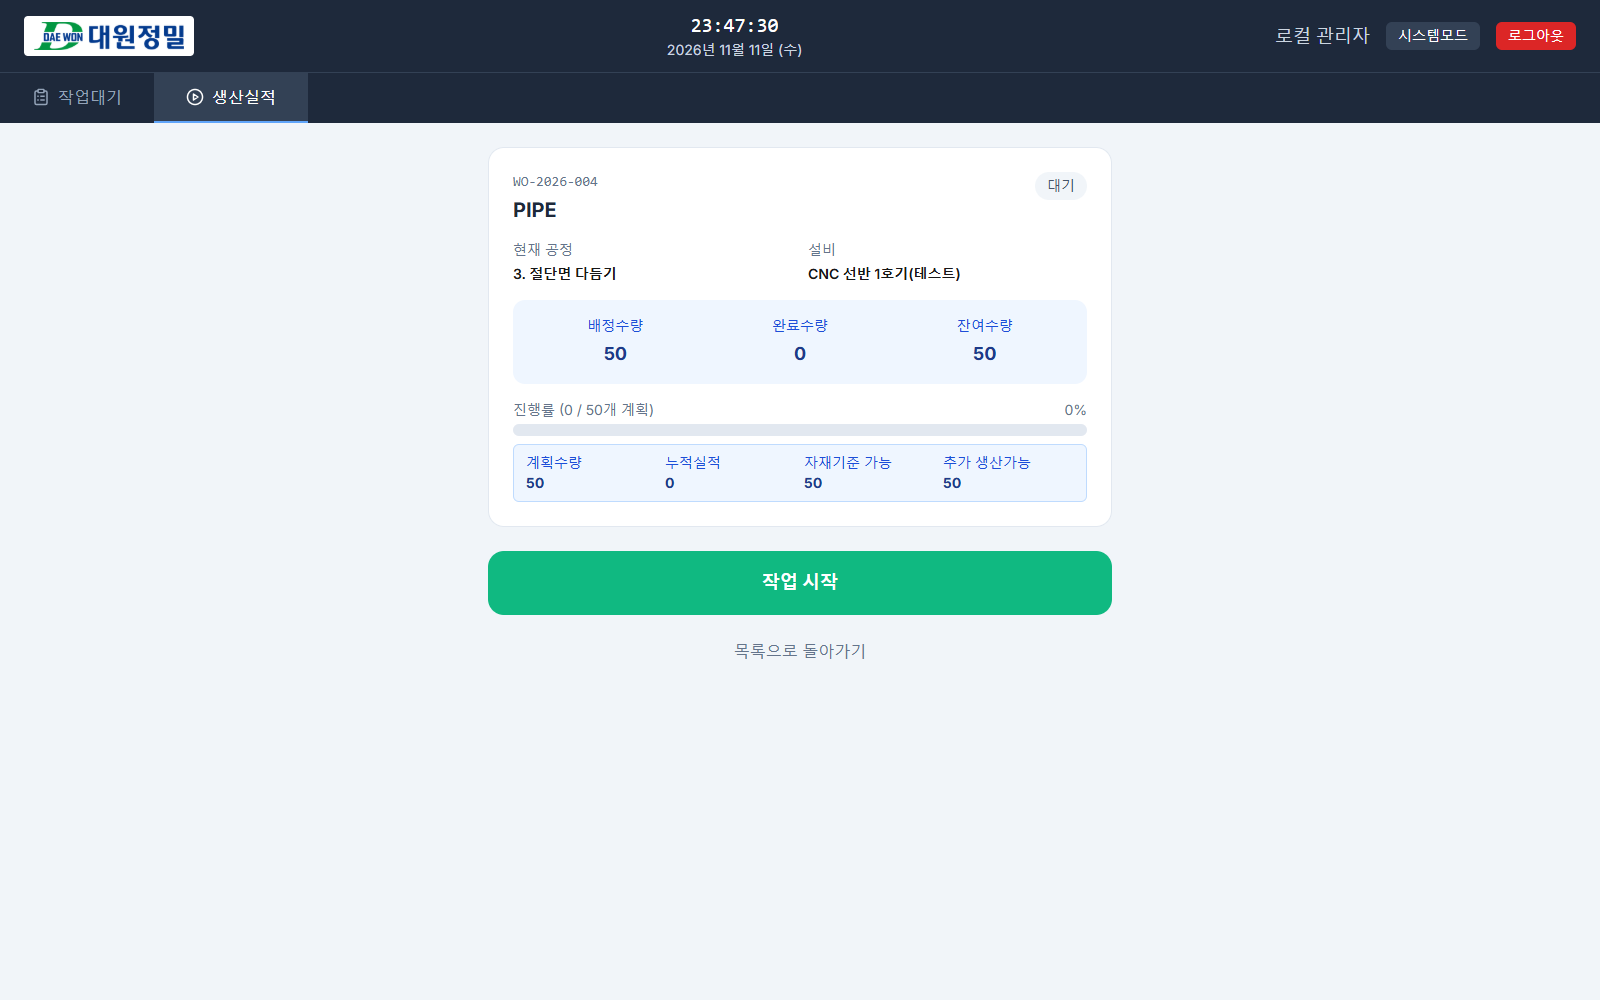 DAE WON 대원정밀
23:47:30
2026년 11월 11일 (수)
로컬 관리자
시스템모드
로그아웃
작업대기
생산실적
WO-2026-004
대기
PIPE
현재 공정
설비
3. 절단면 다듬기
CNC 선반 1호기(테스트)
배정수량
완료수량
잔여수량
50
0
50
진행률 (0 / 50개 계획)
0%
계획수량
누적실적
자재기준 가능
추가 생산가능
50
0
50
50
작업 시작
목록으로 돌아가기